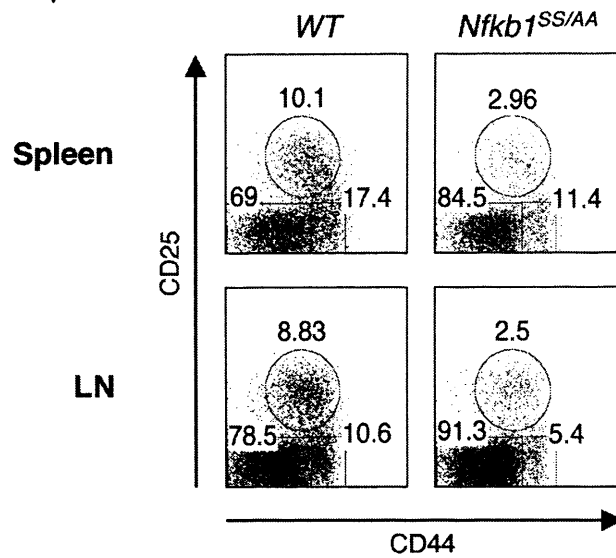 WT Nfkb1SS/AA
Spleen
10.1 2.96
69 17.4 84.5 11.4
CD25
LN
8.83 2.5
78.5 10.6 91.3 5.4
CD44